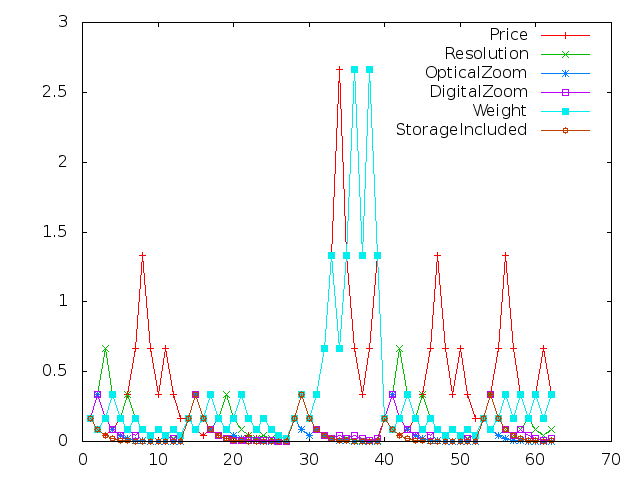 3
2.5
2
1.5
1
0.5
0
0 10 20 30 40 50 60 70
Price
Resolution
OpticalZoom
DigitalZoom
Weight
StorageIncluded